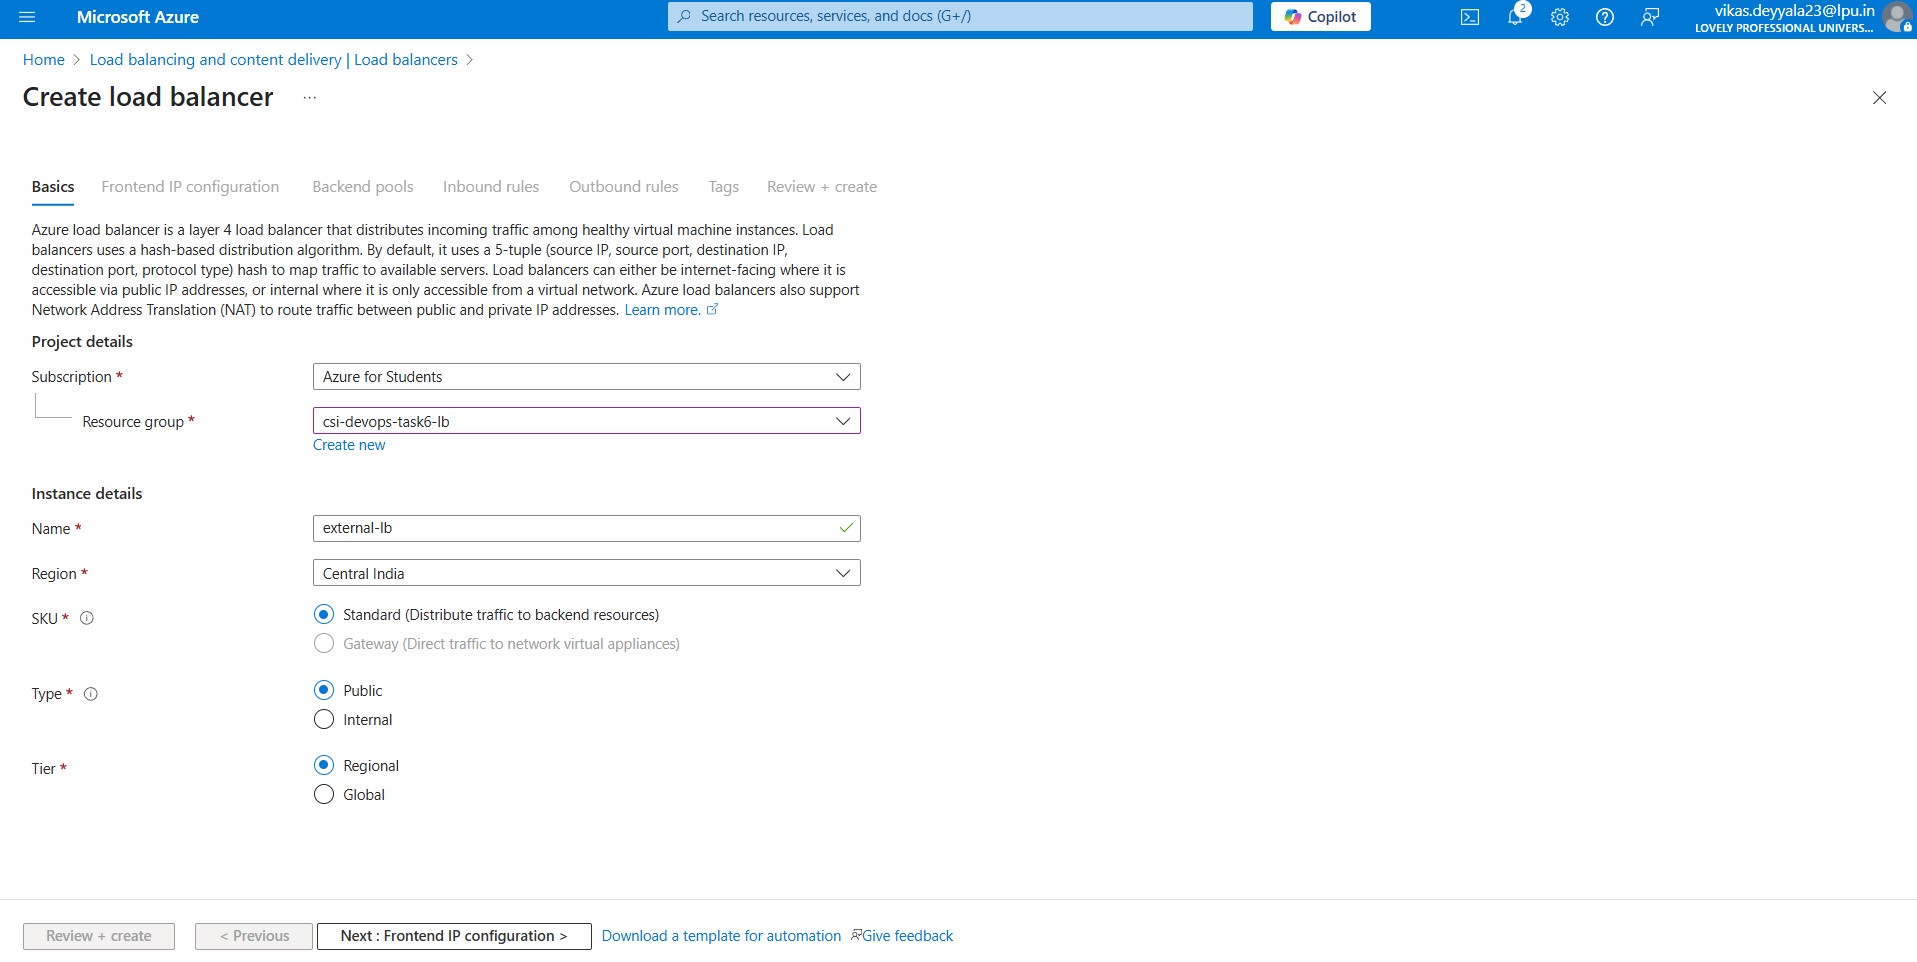 Microsoft Azure
Search resources, services, and docs (G+/)
Copilot
2
vikas.deyyala23@lpu.in
LOVELY PROFESSIONAL UNIVERS...
Home > Load balancing and content delivery | Load balancers >
Create load balancer ...
Basics Frontend IP configuration Backend pools Inbound rules Outbound rules Tags Review + create
Azure load balancer is a layer 4 load balancer that distributes incoming traffic among healthy virtual machine instances. Load
balancers uses a hash-based distribution algorithm. By default, it uses a 5-tuple (source IP, source port, destination IP,
destination port, protocol type) hash to map traffic to available servers. Load balancers can either be internet-facing where it is
accessible via public IP addresses, or internal where it is only accessible from a virtual network. Azure load balancers also support
Network Address Translation (NAT) to route traffic between public and private IP addresses. Learn more.
Project details
Subscription * Azure for Students
Resource group * csi-devops-task6-lb
Create new
Instance details
Name * external-lb
Region * Central India
SKU * Standard (Distribute traffic to backend resources)
Gateway (Direct traffic to network virtual appliances)
Type * Public
Internal
Tier * Regional
Global
Review + create < Previous Next : Frontend IP configuration > Download a template for automation Give feedback